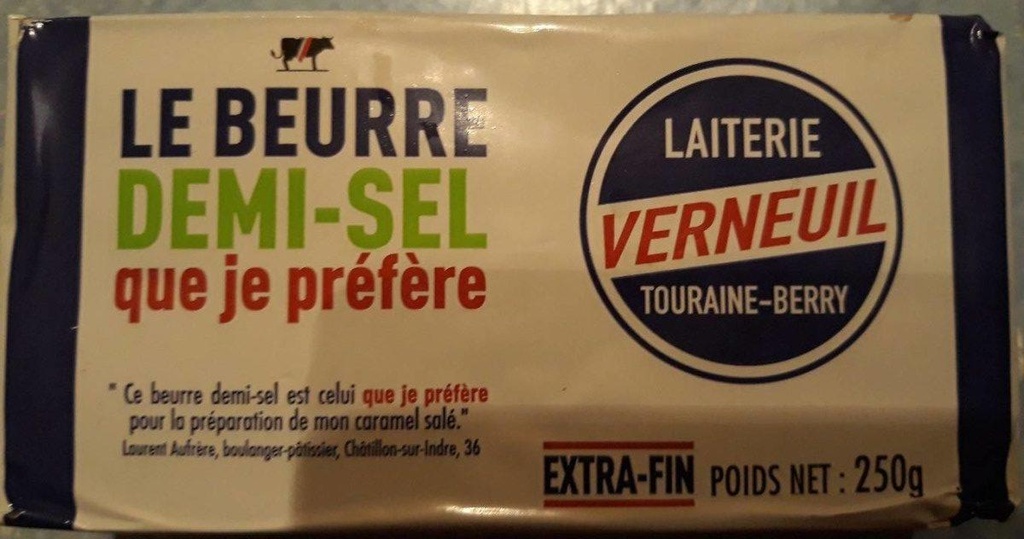 LE BEURRE
DEMI-SEL
que je préfère
" Ce beurre demi-sel est celui que je préfère
pour la préparation de mon caramel salé."
Laurent Aufrère, boulanger-pâtissier, Châtillon-sur-Indre, 36
LAITERIE
VERNEUIL
TOURAINE-BERRY
EXTRA-FIN POIDS NET : 250g